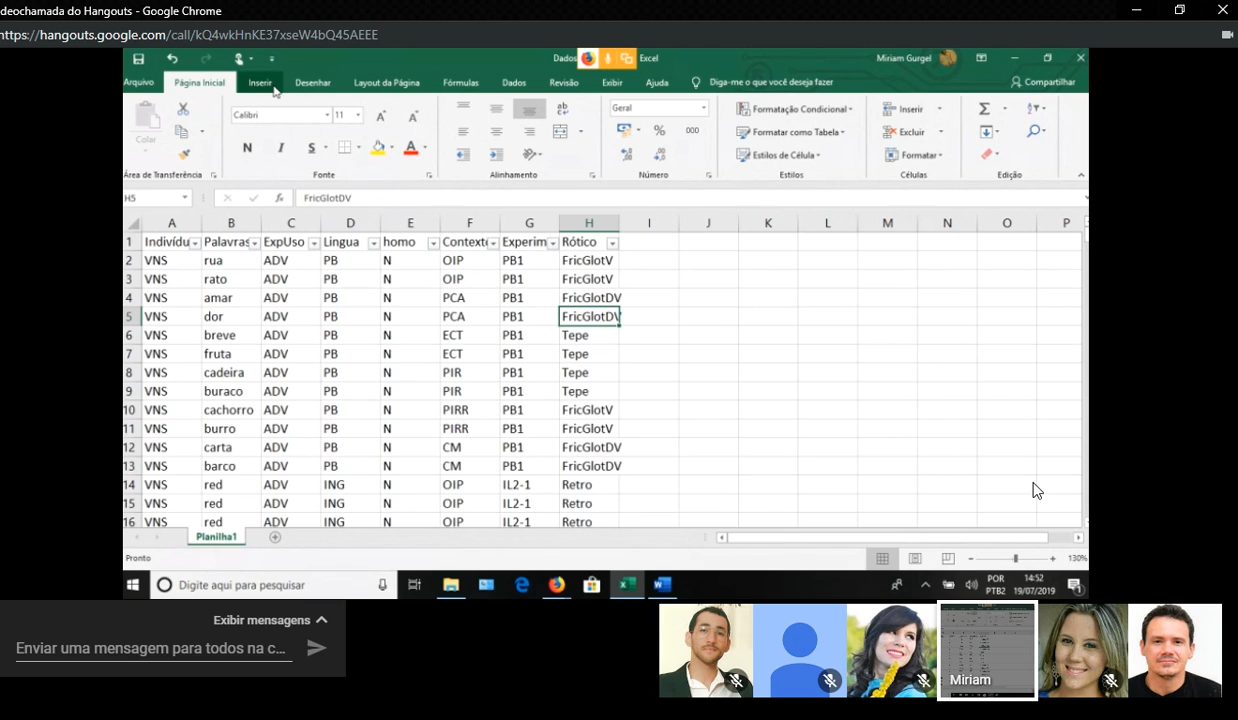 deochamada do Hangouts - Google Chrome
https://hangouts.google.com/call/kQ4wkHnKE37xseW4bQ45AEEE
Dados Excel Miriam Gurgel
Arquivo Página Inicial Inserir Desenhar Layout da Página Fórmulas Dados Revisão Exibir Ajuda Diga-me o que você deseja fazer Compartilhar
Colar Calibri 11 Geral Formatação Condicional Inserir
N I S % 000 Formatar como Tabela Excluir
Estilos de Célula Formatar
Área de Transferência Fonte Alinhamento Número Estilos Células Edição
H5 FricGlotDV
A B C D E F G H I J K L M N O P
1 Indivídu Palavras ExpUso Lingua homo Context Experim Rótico
2 VNS rua ADV PB N OIP PB1 FricGlotV
3 VNS rato ADV PB N OIP PB1 FricGlotV
4 VNS amar ADV PB N PCA PB1 FricGlotDV
5 VNS dor ADV PB N PCA PB1 FricGlotDV
6 VNS breve ADV PB N ECT PB1 Tepe
7 VNS fruta ADV PB N ECT PB1 Tepe
8 VNS cadeira ADV PB N PIR PB1 Tepe
9 VNS buraco ADV PB N PIR PB1 Tepe
10 VNS cachorro ADV PB N PIRR PB1 FricGlotV
11 VNS burro ADV PB N PIRR PB1 FricGlotV
12 VNS carta ADV PB N CM PB1 FricGlotDV
13 VNS barco ADV PB N CM PB1 FricGlotDV
14 VNS red ADV ING N OIP IL2-1 Retro
15 VNS red ADV ING N OIP IL2-1 Retro
16 VNS red ADV ING N OIP IL2-1 Retro
Planilha1
Pronto 130%
Digite aqui para pesquisar POR 14:52
PTB2 19/07/2019 1
Exibir mensagens
Enviar uma mensagem para todos na c...
Miriam